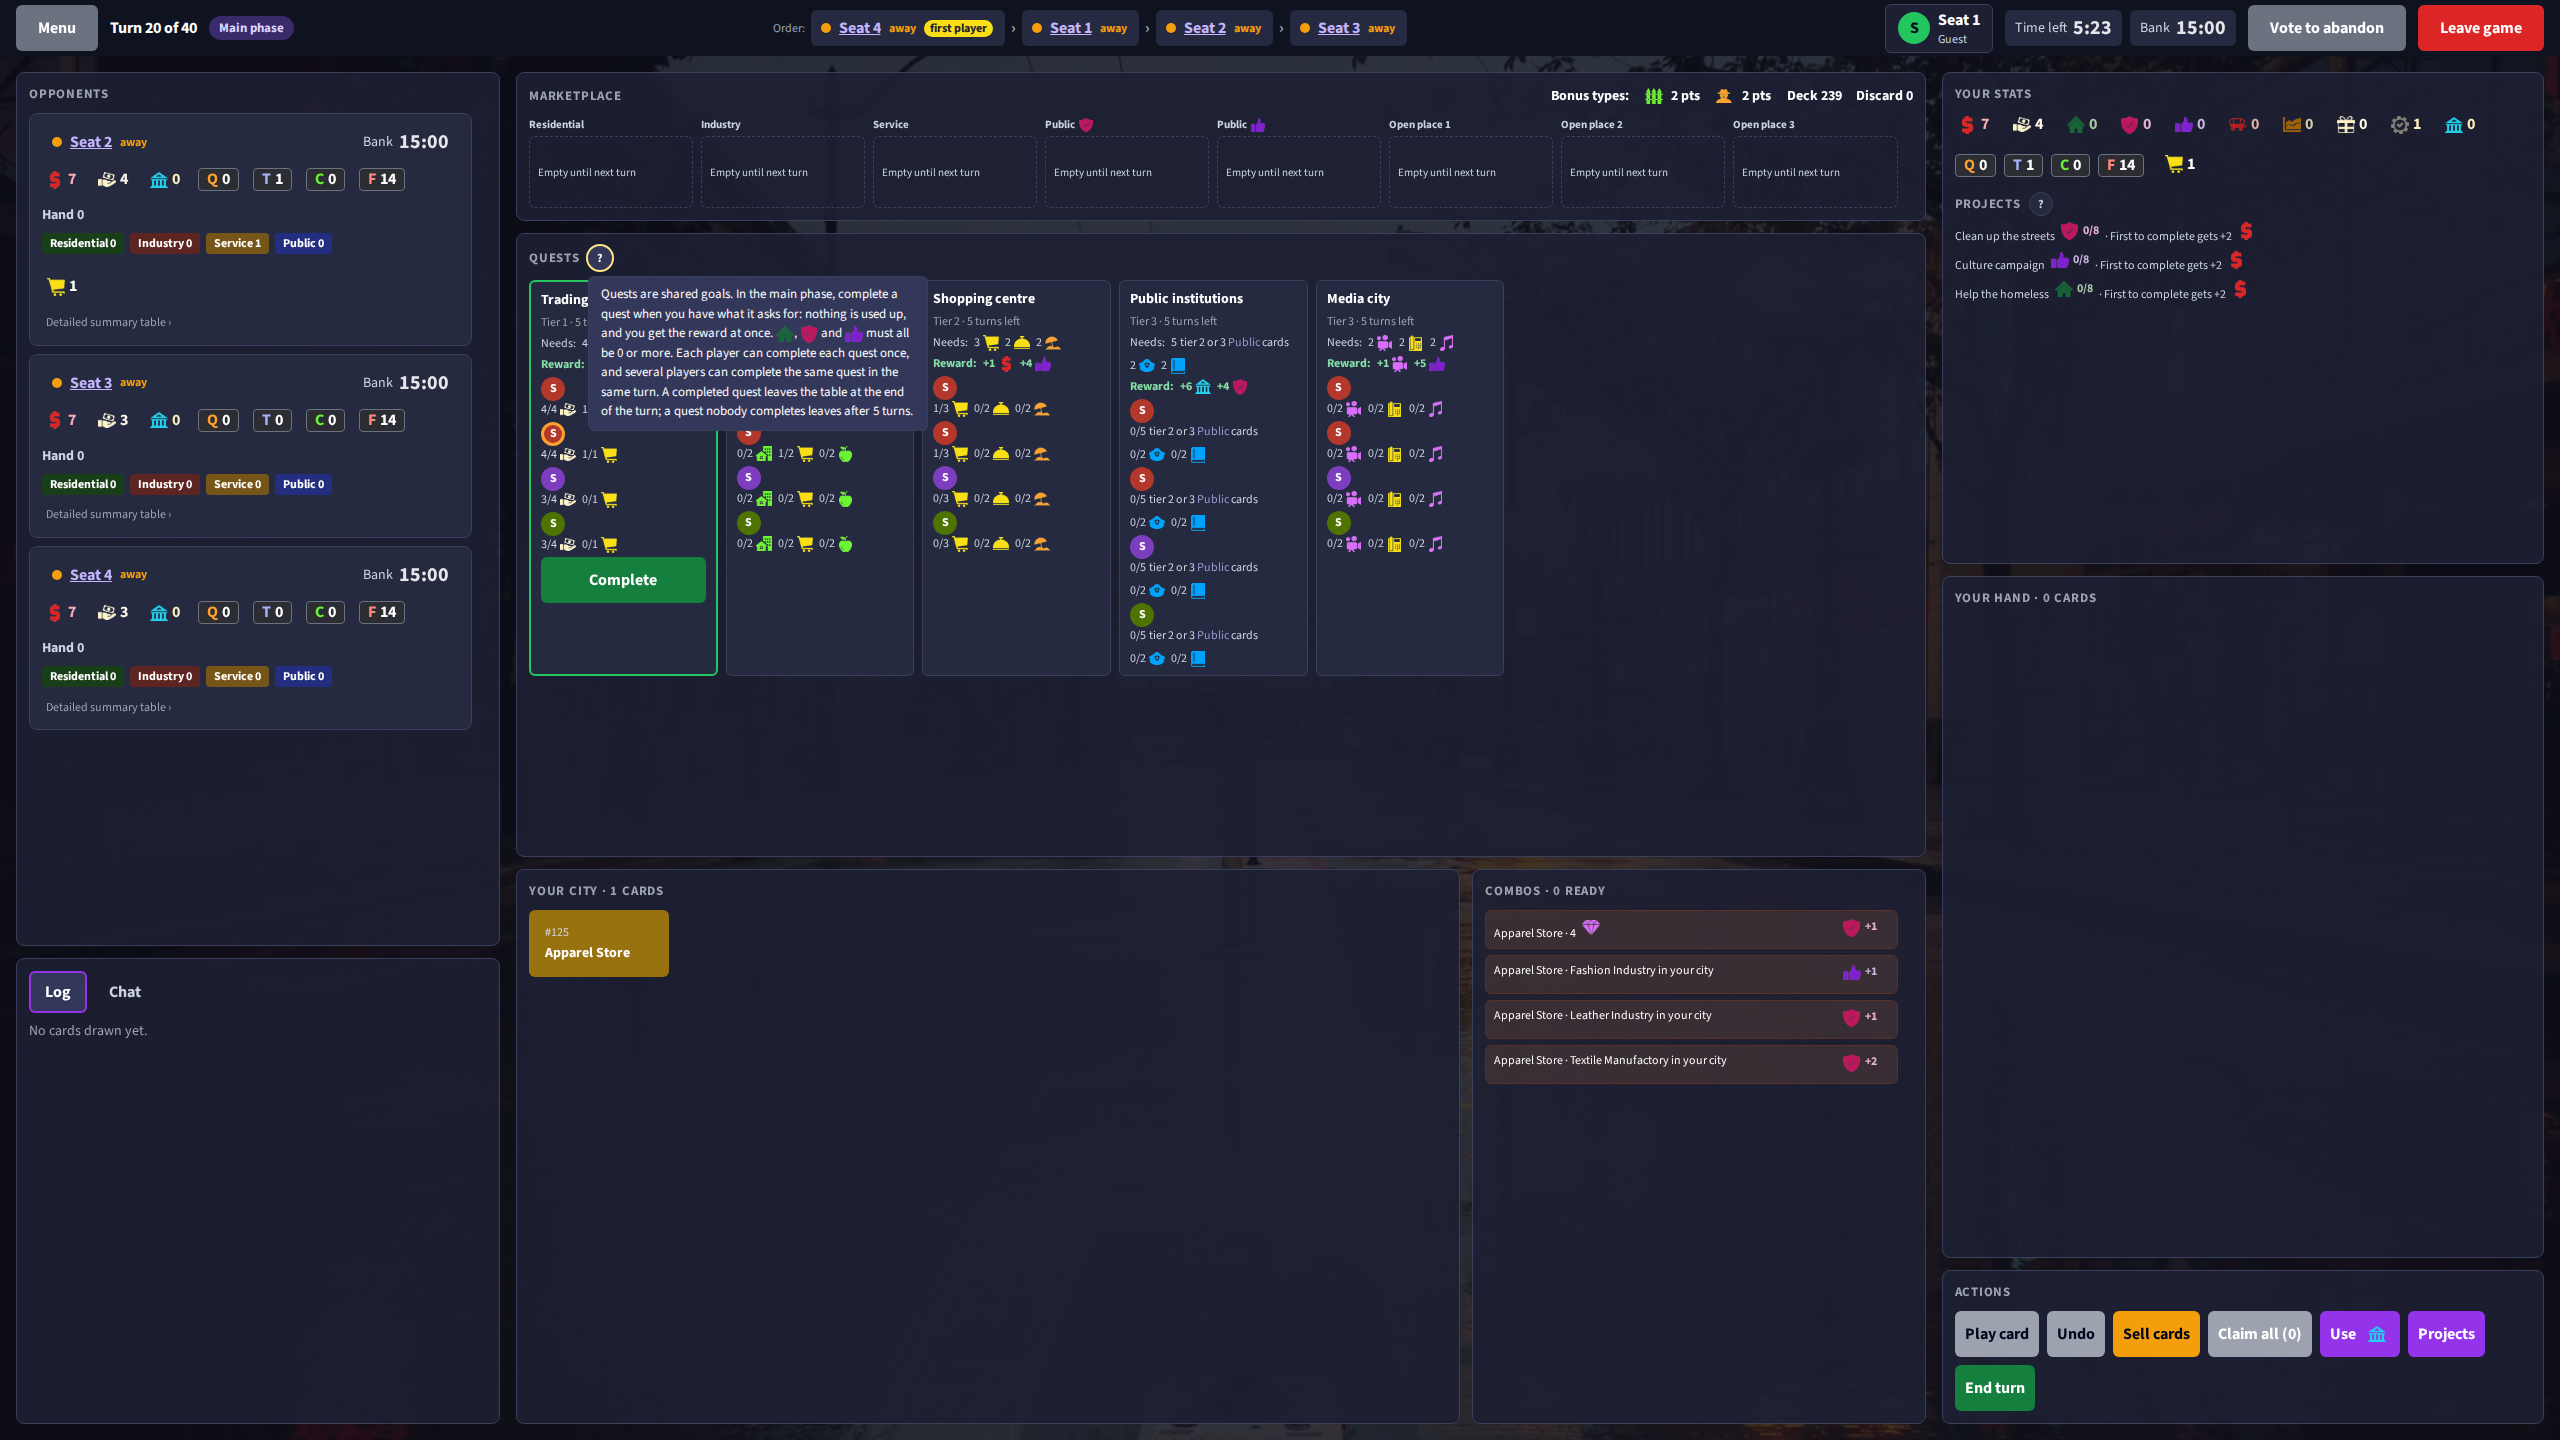 Menu
Turn 20 of 40
Main phase
Order:
Seat 4 away first player › Seat 1 away › Seat 2 away › Seat 3 away
S
Seat 1
Guest
Time left 5:23
Bank 15:00
Vote to abandon
Leave game
OPPONENTS
Seat 2 away
Bank 15:00
7 4 0 Q 0 T 1 C 0 F 14
Hand 0
Residential 0 Industry 0 Service 1 Public 0
1
Detailed summary table ›
Seat 3 away
Bank 15:00
7 3 0 Q 0 T 0 C 0 F 14
Hand 0
Residential 0 Industry 0 Service 0 Public 0
Detailed summary table ›
Seat 4 away
Bank 15:00
7 3 0 Q 0 T 0 C 0 F 14
Hand 0
Residential 0 Industry 0 Service 0 Public 0
Detailed summary table ›
Log
Chat
No cards drawn yet.
MARKETPLACE
Bonus types: 2 pts 2 pts Deck 239 Discard 0
Residential
Empty until next turn
Industry
Empty until next turn
Service
Empty until next turn
Public
Empty until next turn
Public
Empty until next turn
Open place 1
Empty until next turn
Open place 2
Empty until next turn
Open place 3
Empty until next turn
QUESTS ?
Quests are shared goals. In the main phase, complete a
quest when you have what it asks for: nothing is used up,
and you get the reward at once. , and must all
be 0 or more. Each player can complete each quest once,
and several players can complete the same quest in the
same turn. A completed quest leaves the table at the end
of the turn; a quest nobody completes leaves after 5 turns.
Trading
Tier 1 · 5 t
Needs: 4
Reward:
S
4/4 1
S
4/4 1/1
S
3/4 0/1
S
3/4 0/1
Complete
S
0/2 1/2 0/2
S
0/2 0/2 0/2
S
0/2 0/2 0/2
Shopping centre
Tier 2 · 5 turns left
Needs: 3 2 2
Reward: +1 +4
S
1/3 0/2 0/2
S
1/3 0/2 0/2
S
0/3 0/2 0/2
S
0/3 0/2 0/2
Public institutions
Tier 3 · 5 turns left
Needs: 5 tier 2 or 3 Public cards
2 2
Reward: +6 +4
S
0/5 tier 2 or 3 Public cards
0/2 0/2
S
0/5 tier 2 or 3 Public cards
0/2 0/2
S
0/5 tier 2 or 3 Public cards
0/2 0/2
S
0/5 tier 2 or 3 Public cards
0/2 0/2
Media city
Tier 3 · 5 turns left
Needs: 2 2 2
Reward: +1 +5
S
0/2 0/2 0/2
S
0/2 0/2 0/2
S
0/2 0/2 0/2
S
0/2 0/2 0/2
YOUR CITY · 1 CARDS
#125
Apparel Store
COMBOS · 0 READY
Apparel Store · 4 +1
Apparel Store · Fashion Industry in your city +1
Apparel Store · Leather Industry in your city +1
Apparel Store · Textile Manufactory in your city +2
YOUR STATS
7 4 0 0 0 0 0 0 1 0
Q 0 T 1 C 0 F 14 1
PROJECTS ?
Clean up the streets 0/8 · First to complete gets +2
Culture campaign 0/8 · First to complete gets +2
Help the homeless 0/8 · First to complete gets +2
YOUR HAND · 0 CARDS
ACTIONS
Play card
Undo
Sell cards
Claim all (0)
Use
Projects
End turn